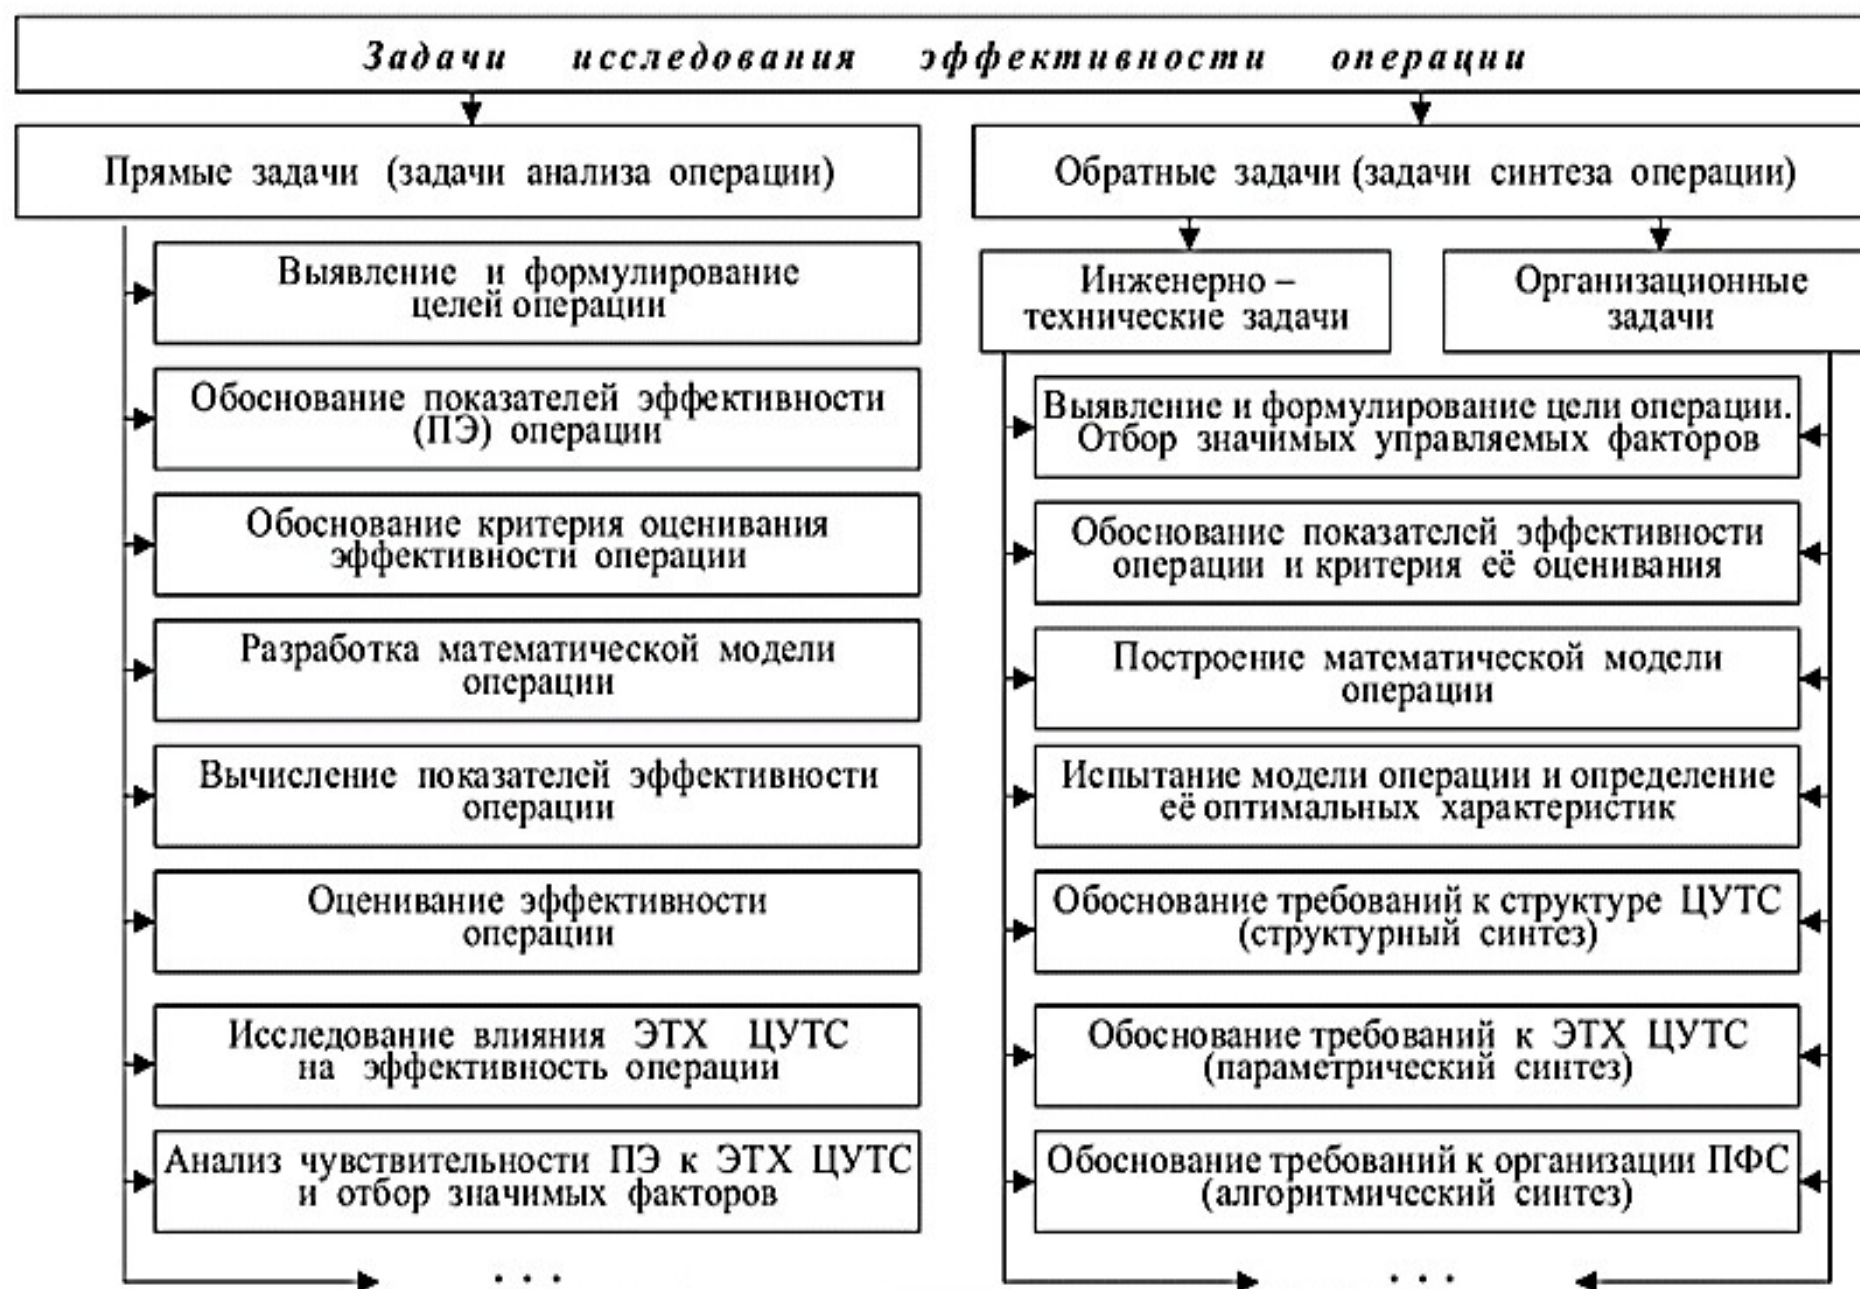 Задачи исследования эффективности операции
Прямые задачи (задачи анализа операции)
Выявление и формулирование
целей операции
Обоснование показателей эффективности
(ПЭ) операции
Обоснование критерия оценивания
эффективности операции
Разработка математической модели
операции
Вычисление показателей эффективности
операции
Оценивание эффективности
операции
Исследование влияния ЭТХ ЦУТС
на эффективность операции
Анализ чувствительности ПЭ к ЭТХ ЦУТС
и отбор значимых факторов
. . .
Обратные задачи (задачи синтеза операции)
Инженерно –
технические задачи
Организационные
задачи
Выявление и формулирование цели операции.
Отбор значимых управляемых факторов
Обоснование показателей эффективности
операции и критерия её оценивания
Построение математической модели
операции
Испытание модели операции и определение
её оптимальных характеристик
Обоснование требований к структуре ЦУТС
(структурный синтез)
Обоснование требований к ЭТХ ЦУТС
(параметрический синтез)
Обоснование требований к организации ПФС
(алгоритмический синтез)
. . .